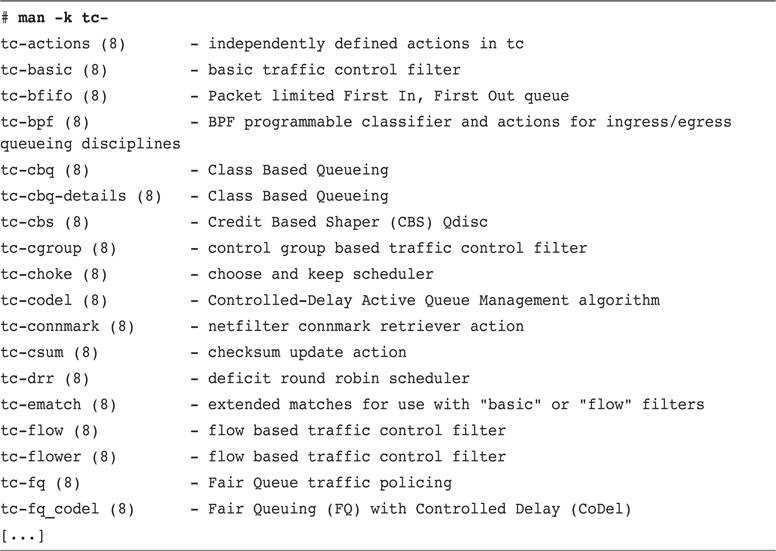 # man -k tc-
tc-actions (8)       - independently defined actions in tc
tc-basic (8)         - basic traffic control filter
tc-bfifo (8)         - Packet limited First In, First Out queue
tc-bpf (8)           - BPF programmable classifier and actions for ingress/egress
queueing disciplines
tc-cbq (8)           - Class Based Queueing
tc-cbq-details (8)   - Class Based Queueing
tc-cbs (8)           - Credit Based Shaper (CBS) Qdisc
tc-cgroup (8)        - control group based traffic control filter
tc-choke (8)         - choose and keep scheduler
tc-codel (8)         - Controlled-Delay Active Queue Management algorithm
tc-connmark (8)      - netfilter connmark retriever action
tc-csum (8)          - checksum update action
tc-drr (8)           - deficit round robin scheduler
tc-ematch (8)        - extended matches for use with "basic" or "flow" filters
tc-flow (8)          - flow based traffic control filter
tc-flower (8)        - flow based traffic control filter
tc-fq (8)            - Fair Queue traffic policing
tc-fq_codel (8)      - Fair Queuing (FQ) with Controlled Delay (CoDel)
[...]